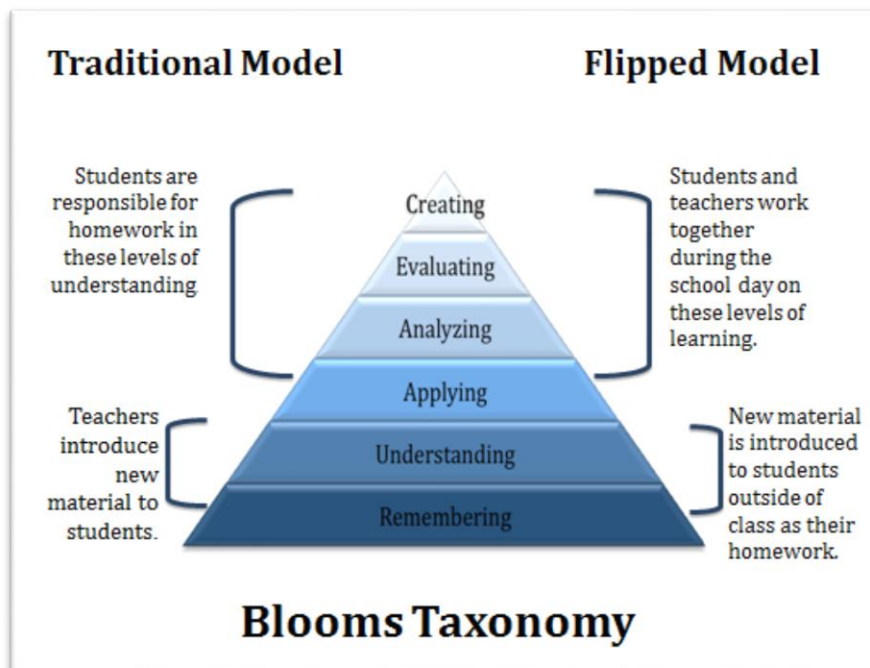 Traditional Model
Flipped Model
Students are
responsible for
homework in
these levels of
understanding
Teachers
introduce
new
material to
students.
Creating
Evaluating
Analyzing
Applying
Understanding
Remembering
Students and
teachers work
together
during the
school day on
these levels of
learning.
New material
is introduced
to students
outside of
class as their
homework.
Blooms Taxonomy